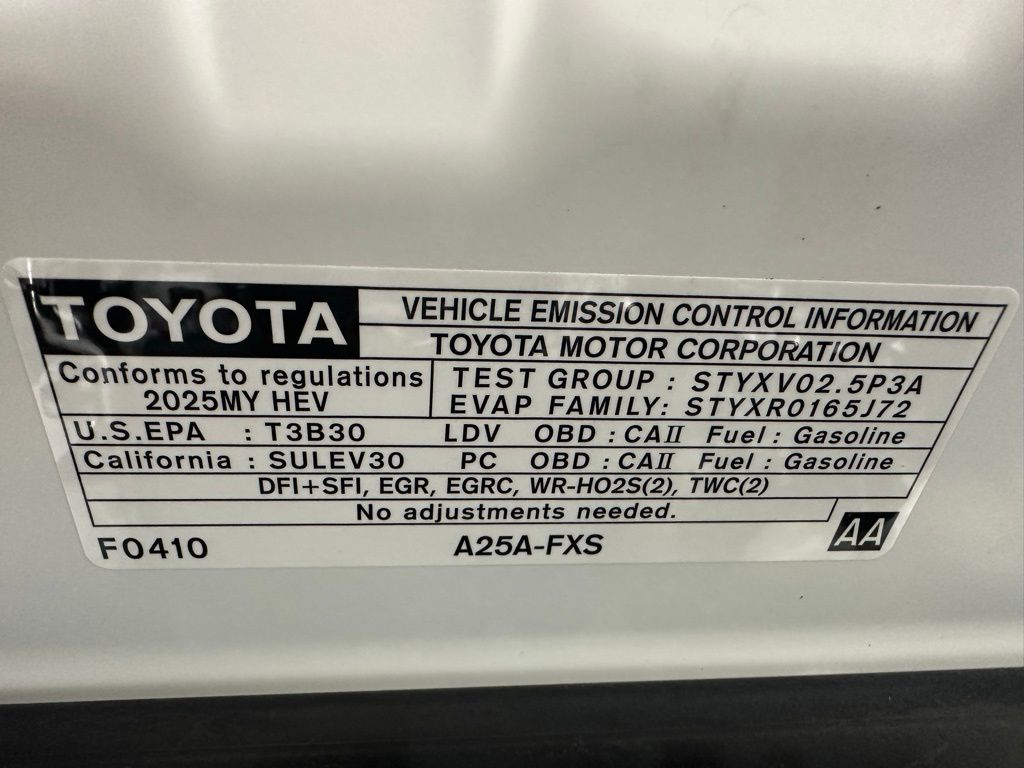 TOYOTA VEHICLE EMISSION CONTROL INFORMATION
TOYOTA MOTOR CORPORATION
Conforms to regulations
2025MY HEV
TEST GROUP : STYXV02.5P3A
EVAP FAMILY: STYXR0165J72
U.S.EPA : T3B30 LDV OBD : CAII Fuel : Gasoline
California : SULEV30 PC OBD : CAII Fuel : Gasoline
DFI+SFI, EGR, EGRC, WR-HO2S(2), TWC(2)
No adjustments needed.
F0410 A25A-FXS AA